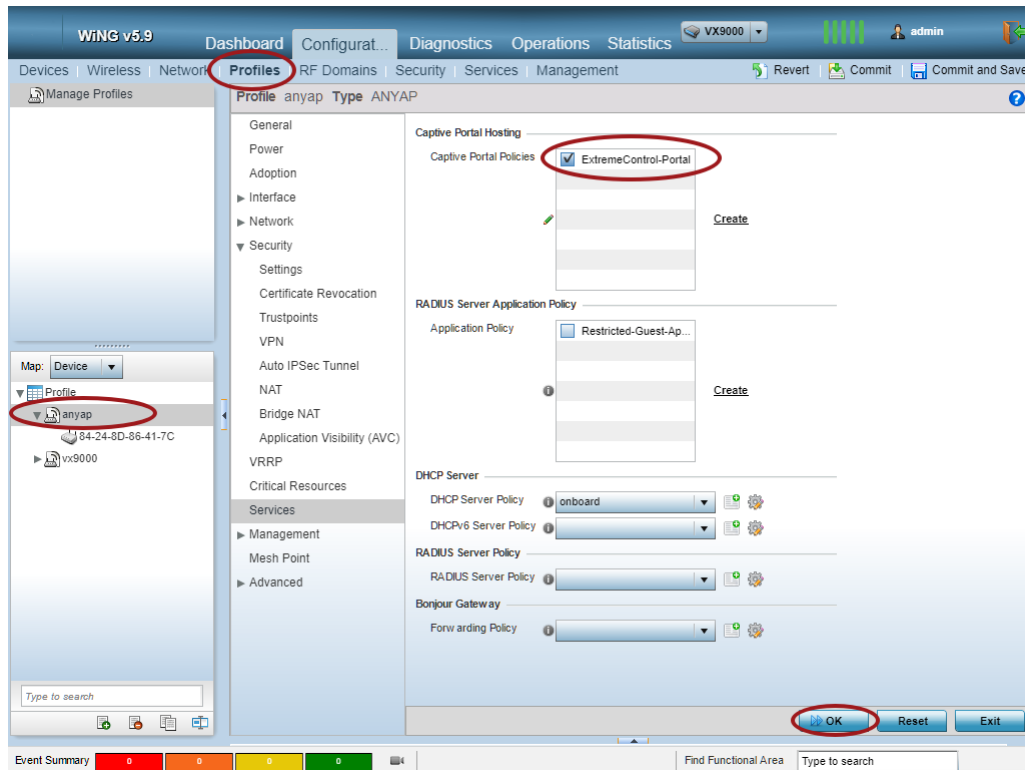 WiNG v5.9
Dashboard Configurat... Diagnostics Operations Statistics VX9000 admin
Devices Wireless Network Profiles RF Domains Security Services Management Revert Commit Commit and Save
Manage Profiles
Profile anyap Type ANYAP
General
Power
Adoption
Interface
Network
Security
Settings
Certificate Revocation
Trustpoints
VPN
Auto IPSec Tunnel
NAT
Bridge NAT
Application Visibility (AVC)
VRRP
Critical Resources
Services
Management
Mesh Point
Advanced
Captive Portal Hosting
Captive Portal Policies ExtremeControl-Portal
Create
RADIUS Server Application Policy
Application Policy Restricted-Guest-Ap...
Create
DHCP Server
DHCP Server Policy onboard
DHCPv6 Server Policy
RADIUS Server Policy
RADIUS Server Policy
Bonjour Gateway
Forwarding Policy
Map: Device
Profile
anyap
84-24-8D-86-41-7C
vx9000
Type to search
OK Reset Exit
Event Summary 0 0 0 0 Find Functional Area Type to search